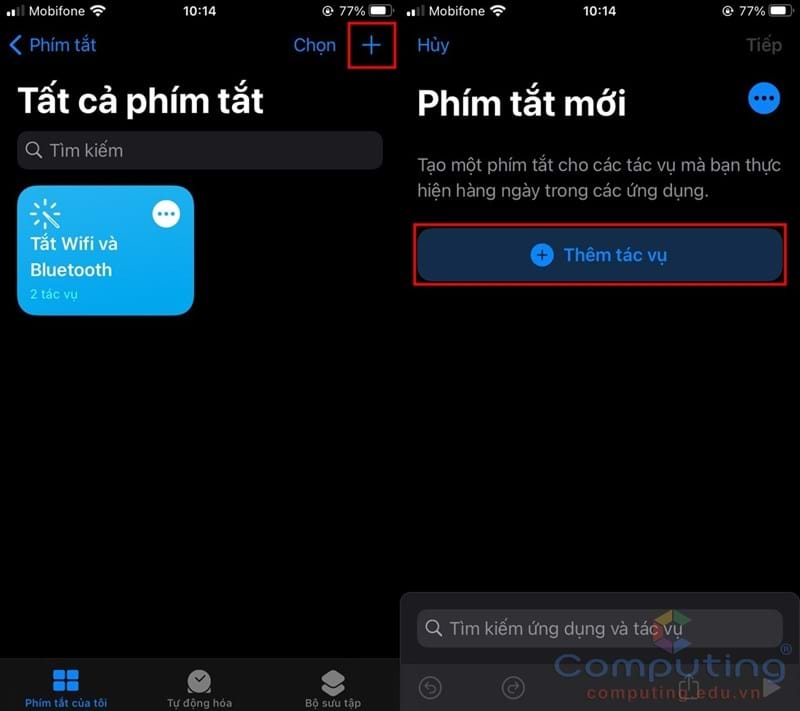 Mobifone
10:14
77%
Phím tắt
Chọn
Tất cả phím tắt
Tìm kiếm
Tắt Wifi và
Bluetooth
2 tác vụ
Phím tắt của tôi
Tự động hóa
Bộ sưu tập
Mobifone
10:14
77%
Hủy
Tiếp
Phím tắt mới
Tạo một phím tắt cho các tác vụ mà bạn thực
hiện hàng ngày trong các ứng dụng.
Thêm tác vụ
Tìm kiếm ứng dụng và tác vụ
Computing®
computing.edu.vn